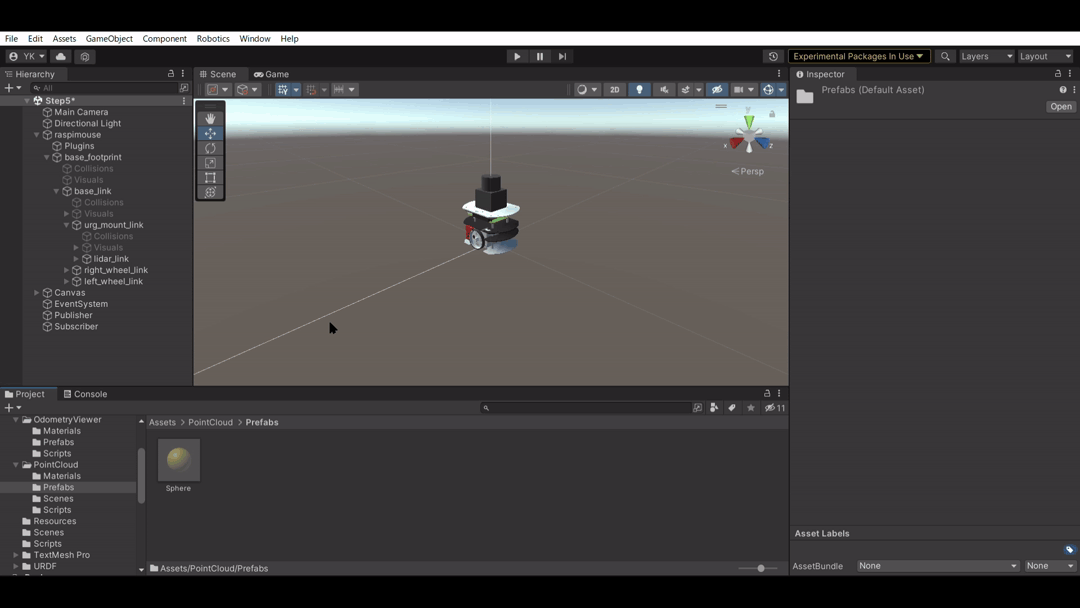 File Edit Assets GameObject Component Robotics Window Help
YK Experimental Packages In Use Layers Layout
Hierarchy Scene Game Inspector
All 2D Prefabs (Default Asset)
Open
Step5*
Main Camera
Directional Light
raspimouse
Plugins
base_footprint
Collisions
Visuals
base_link
Collisions
Visuals
urg_mount_link
Collisions
Visuals
lidar_link
right_wheel_link
left_wheel_link
Canvas
EventSystem
Publisher
Subscriber
y
x z
Persp
Project Console
11
OdometryViewer
Materials
Prefabs
Scripts
PointCloud
Materials
Prefabs
Scenes
Scripts
Resources
Scenes
Scripts
TextMesh Pro
URDF
Assets > PointCloud > Prefabs
Sphere
Assets/PointCloud/Prefabs
Asset Labels
AssetBundle None None